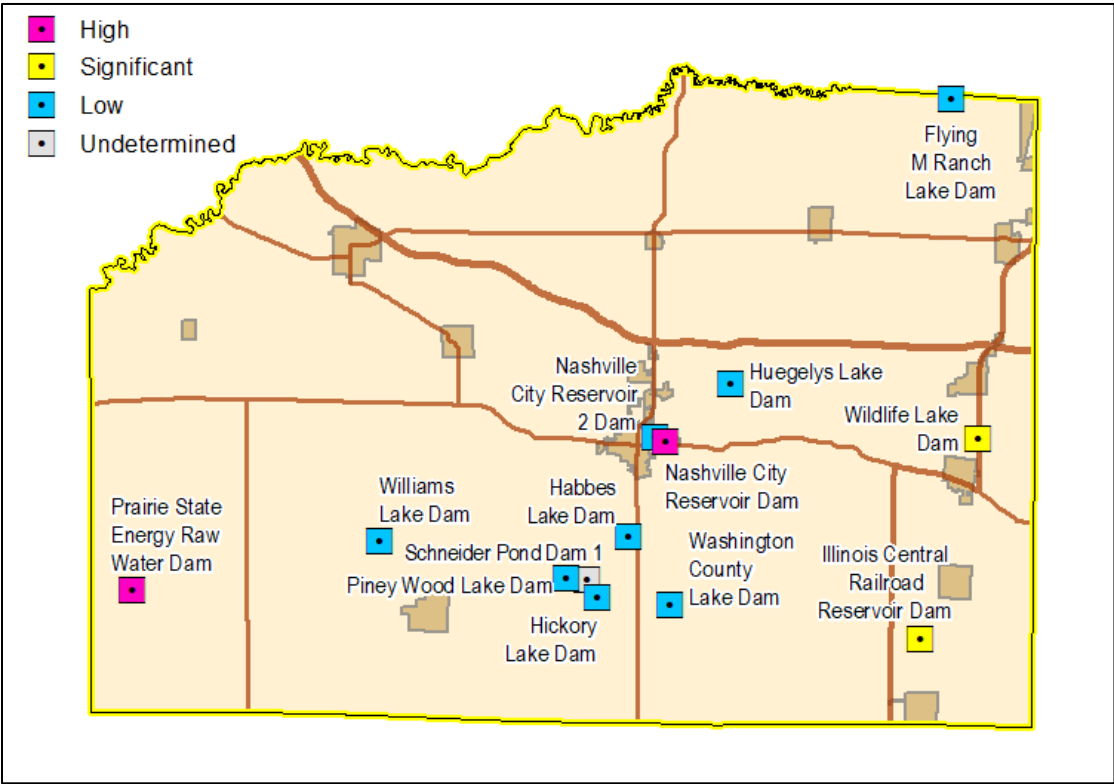 High
Significant
Low
Undetermined
Flying
M Ranch
Lake Dam
Nashville
City Reservoir
2 Dam
Huegelys Lake
Dam
Wildlife Lake
Dam
Nashville City
Reservoir Dam
Prairie State
Energy Raw
Water Dam
Williams
Lake Dam
Habbes
Lake Dam
Schneider Pond Dam 1
Piney Wood Lake Dam
Hickory
Lake Dam
Washington
County
Lake Dam
Illinois Central
Railroad
Reservoir Dam